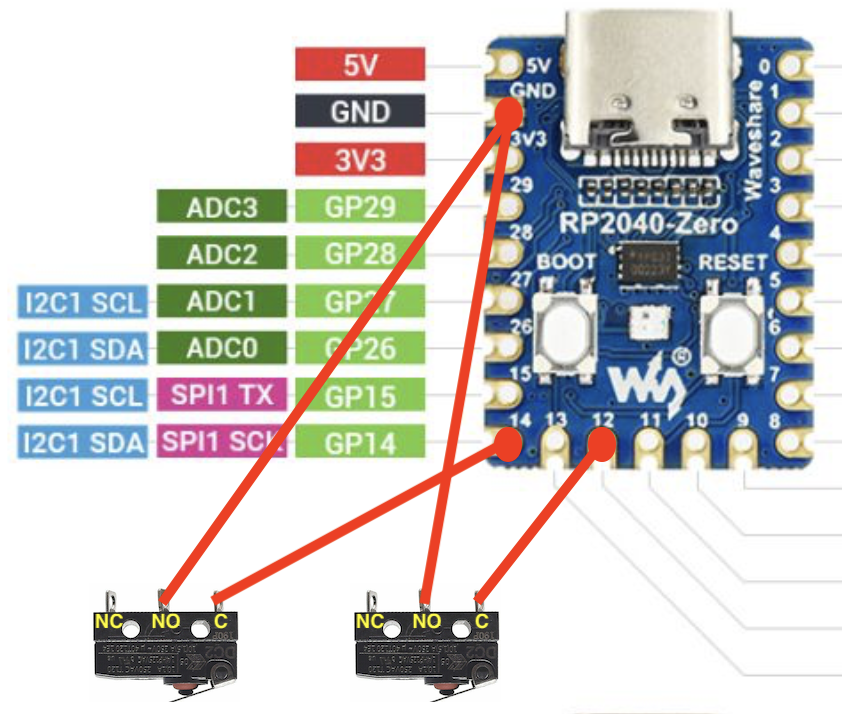 5V
GND
3V3
ADC3 GP29
ADC2 GP28
I2C1 SCL ADC1 GP27
I2C1 SDA ADC0 GP26
I2C1 SCL SPI1 TX GP15
I2C1 SDA SPI1 SCK GP14
5V
GND
3V3
29
28
27
26
15
14 13 12 11 10 9 8
0
1
2
3
4
5
6
7
Waveshare
RP2040-Zero
BOOT RESET
®
NC NO C
NC NO C